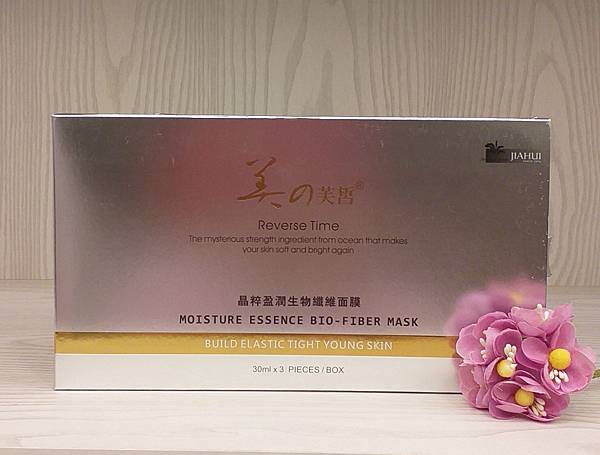 JIAHUI
美の芙皙®
Reverse Time
The mysterious strength ingredient from ocean that makes
your skin soft and bright again
晶粹盈潤生物纖維面膜
MOISTURE ESSENCE BIO-FIBER MASK
BUILD ELASTIC TIGHT YOUNG SKIN
30ml x 3 PIECES / BOX